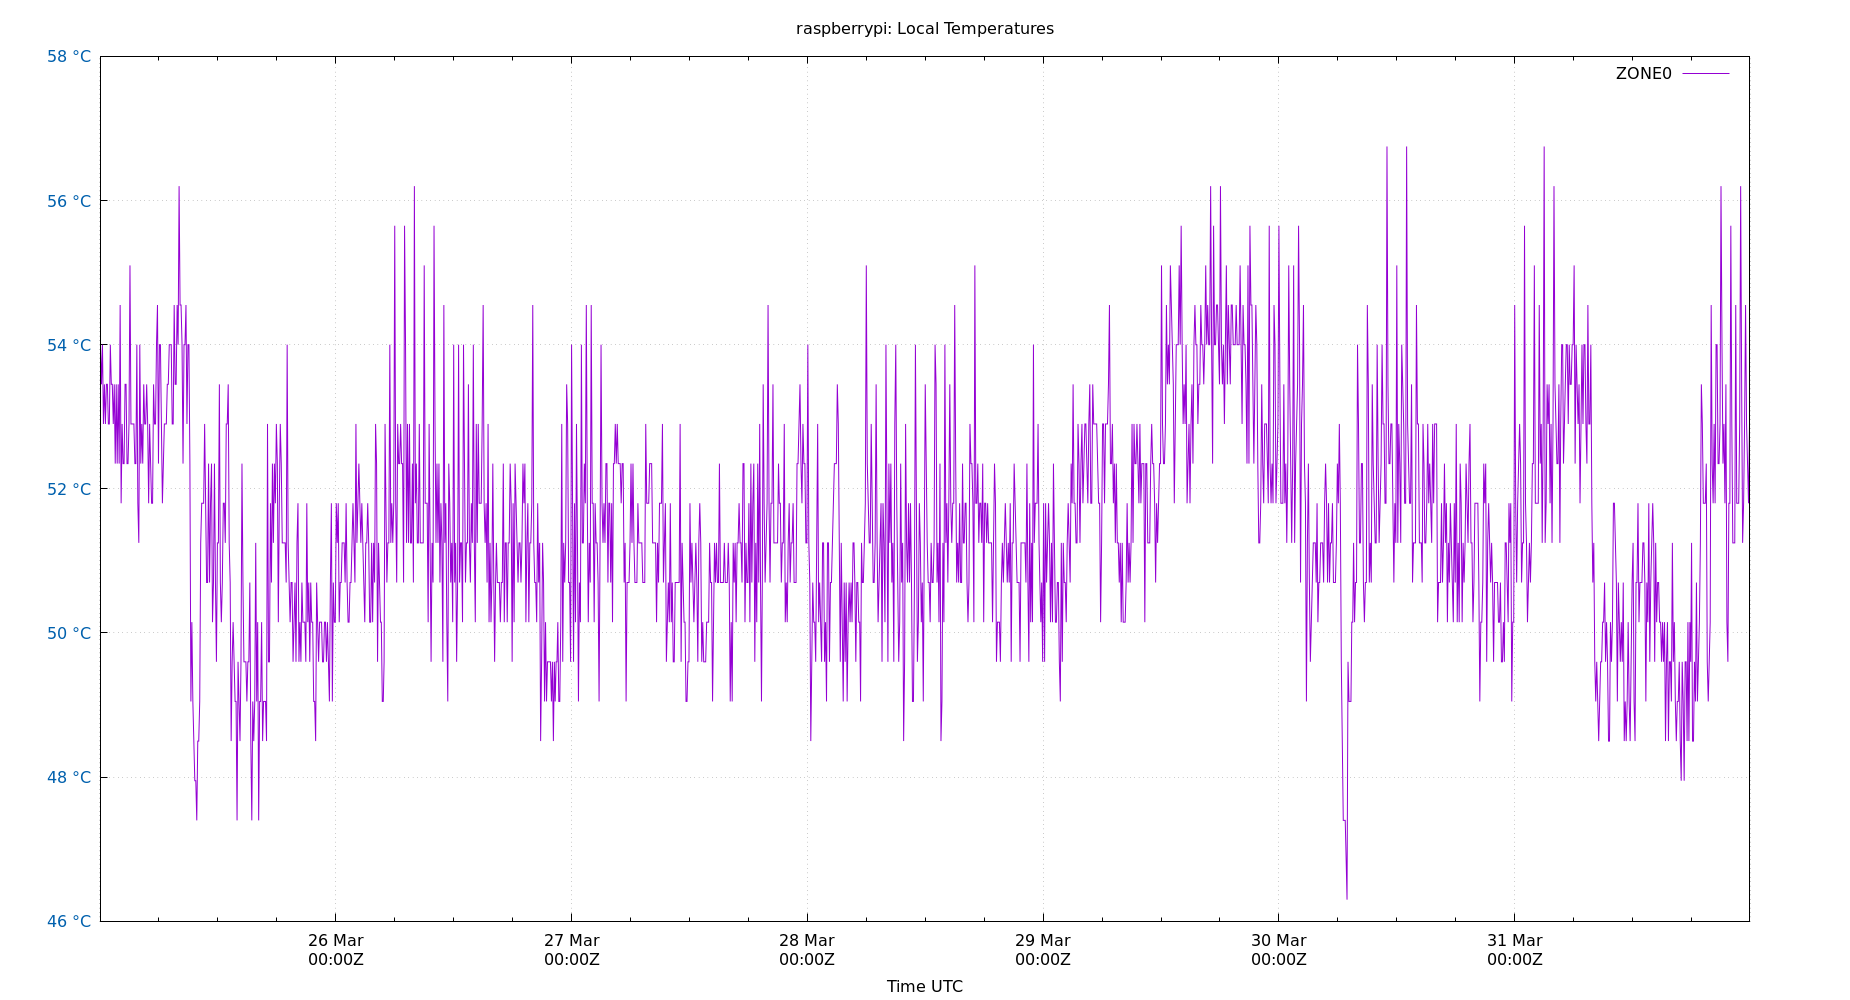 raspberrypi: Local Temperatures
58 °C
ZONE0
56 °C
54 °C
52 °C
50 °C
48 °C
46 °C
26 Mar 27 Mar 28 Mar 29 Mar 30 Mar 31 Mar
00:00Z 00:00Z 00:00Z 00:00Z 00:00Z 00:00Z
Time UTC